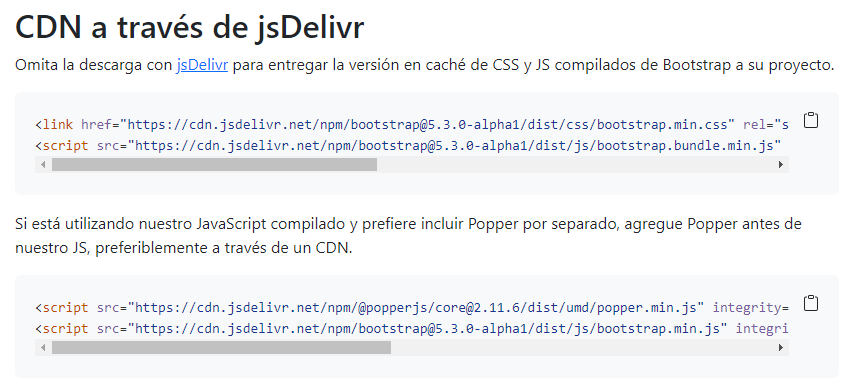 CDN a través de jsDelivr
Omita la descarga con jsDelivr para entregar la versión en caché de CSS y JS compilados de Bootstrap a su proyecto.
<link href="https://cdn.jsdelivr.net/npm/bootstrap@5.3.0-alpha1/dist/css/bootstrap.min.css" rel="s
<script src="https://cdn.jsdelivr.net/npm/bootstrap@5.3.0-alpha1/dist/js/bootstrap.bundle.min.js"
Si está utilizando nuestro JavaScript compilado y prefiere incluir Popper por separado, agregue Popper antes de
nuestro JS, preferiblemente a través de un CDN.
<script src="https://cdn.jsdelivr.net/npm/@popperjs/core@2.11.6/dist/umd/popper.min.js" integrity=
<script src="https://cdn.jsdelivr.net/npm/bootstrap@5.3.0-alpha1/dist/js/bootstrap.min.js" integri